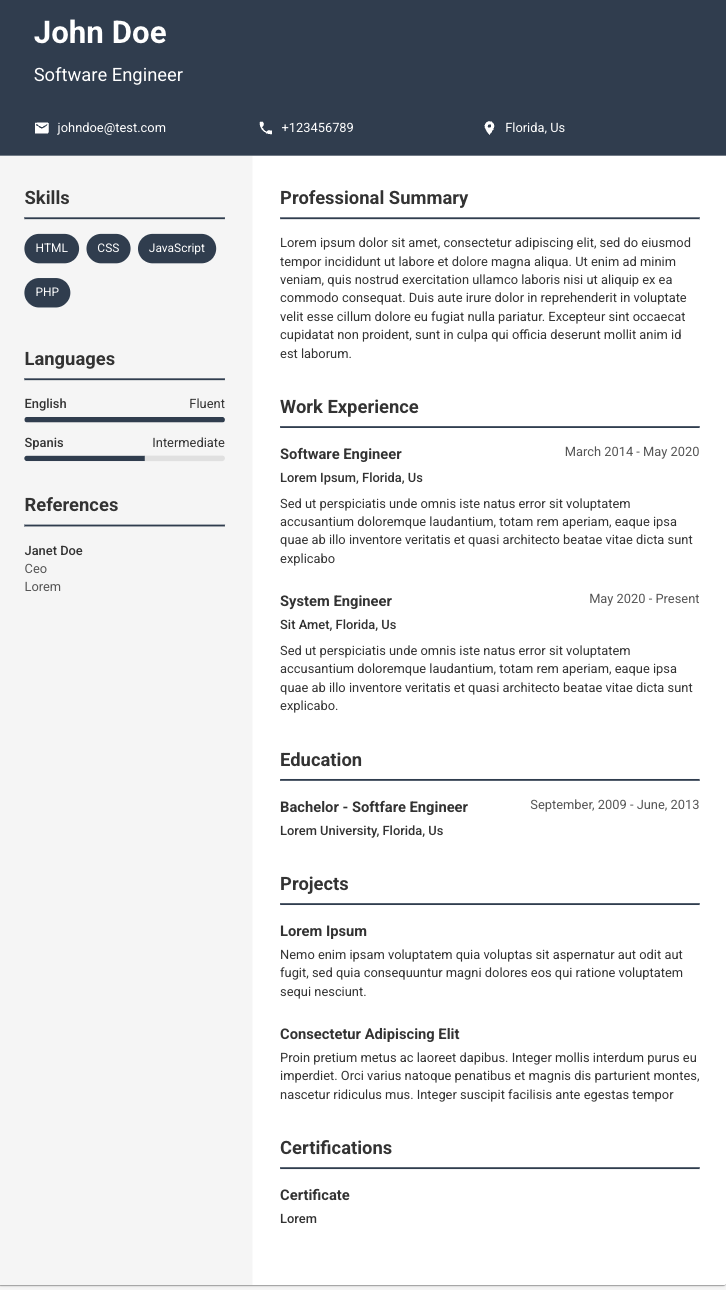 John Doe
Software Engineer
johndoe@test.com
+123456789
Florida, Us
Skills
HTML
CSS
JavaScript
PHP
Languages
English Fluent
Spanis Intermediate
References
Janet Doe
Ceo
Lorem
Professional Summary
Lorem ipsum dolor sit amet, consectetur adipiscing elit, sed do eiusmod
tempor incididunt ut labore et dolore magna aliqua. Ut enim ad minim
veniam, quis nostrud exercitation ullamco laboris nisi ut aliquip ex ea
commodo consequat. Duis aute irure dolor in reprehenderit in voluptate
velit esse cillum dolore eu fugiat nulla pariatur. Excepteur sint occaecat
cupidatat non proident, sunt in culpa qui officia deserunt mollit anim id
est laborum.
Work Experience
Software Engineer March 2014 - May 2020
Lorem Ipsum, Florida, Us
Sed ut perspiciatis unde omnis iste natus error sit voluptatem
accusantium doloremque laudantium, totam rem aperiam, eaque ipsa
quae ab illo inventore veritatis et quasi architecto beatae vitae dicta sunt
explicabo
System Engineer May 2020 - Present
Sit Amet, Florida, Us
Sed ut perspiciatis unde omnis iste natus error sit voluptatem
accusantium doloremque laudantium, totam rem aperiam, eaque ipsa
quae ab illo inventore veritatis et quasi architecto beatae vitae dicta sunt
explicabo.
Education
Bachelor - Softfare Engineer September, 2009 - June, 2013
Lorem University, Florida, Us
Projects
Lorem Ipsum
Nemo enim ipsam voluptatem quia voluptas sit aspernatur aut odit aut
fugit, sed quia consequuntur magni dolores eos qui ratione voluptatem
sequi nesciunt.
Consectetur Adipiscing Elit
Proin pretium metus ac laoreet dapibus. Integer mollis interdum purus eu
imperdiet. Orci varius natoque penatibus et magnis dis parturient montes,
nascetur ridiculus mus. Integer suscipit facilisis ante egestas tempor
Certifications
Certificate
Lorem